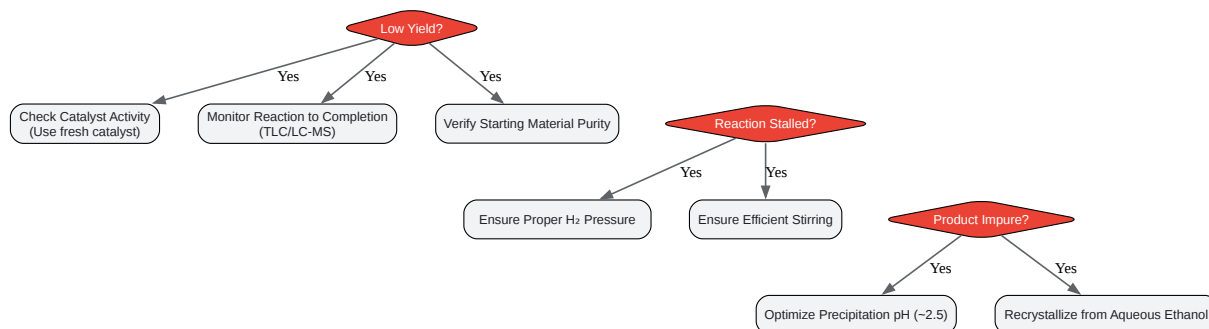 Low Yield?
Yes
Yes
Yes
Check Catalyst Activity
(Use fresh catalyst)
Monitor Reaction to Completion
(TLC/LC-MS)
Verify Starting Material Purity
Reaction Stalled?
Yes
Yes
Ensure Proper H₂ Pressure
Ensure Efficient Stirring
Product Impure?
Yes
Yes
Optimize Precipitation pH (~2.5)
Recrystallize from Aqueous Ethanol